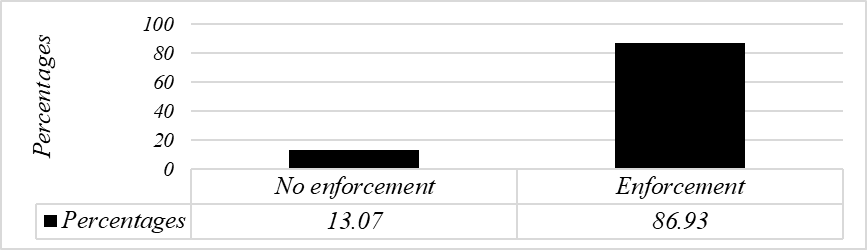 Percentages
100
80
60
40
20
0
No enforcement Enforcement
Percentages 13.07 86.93